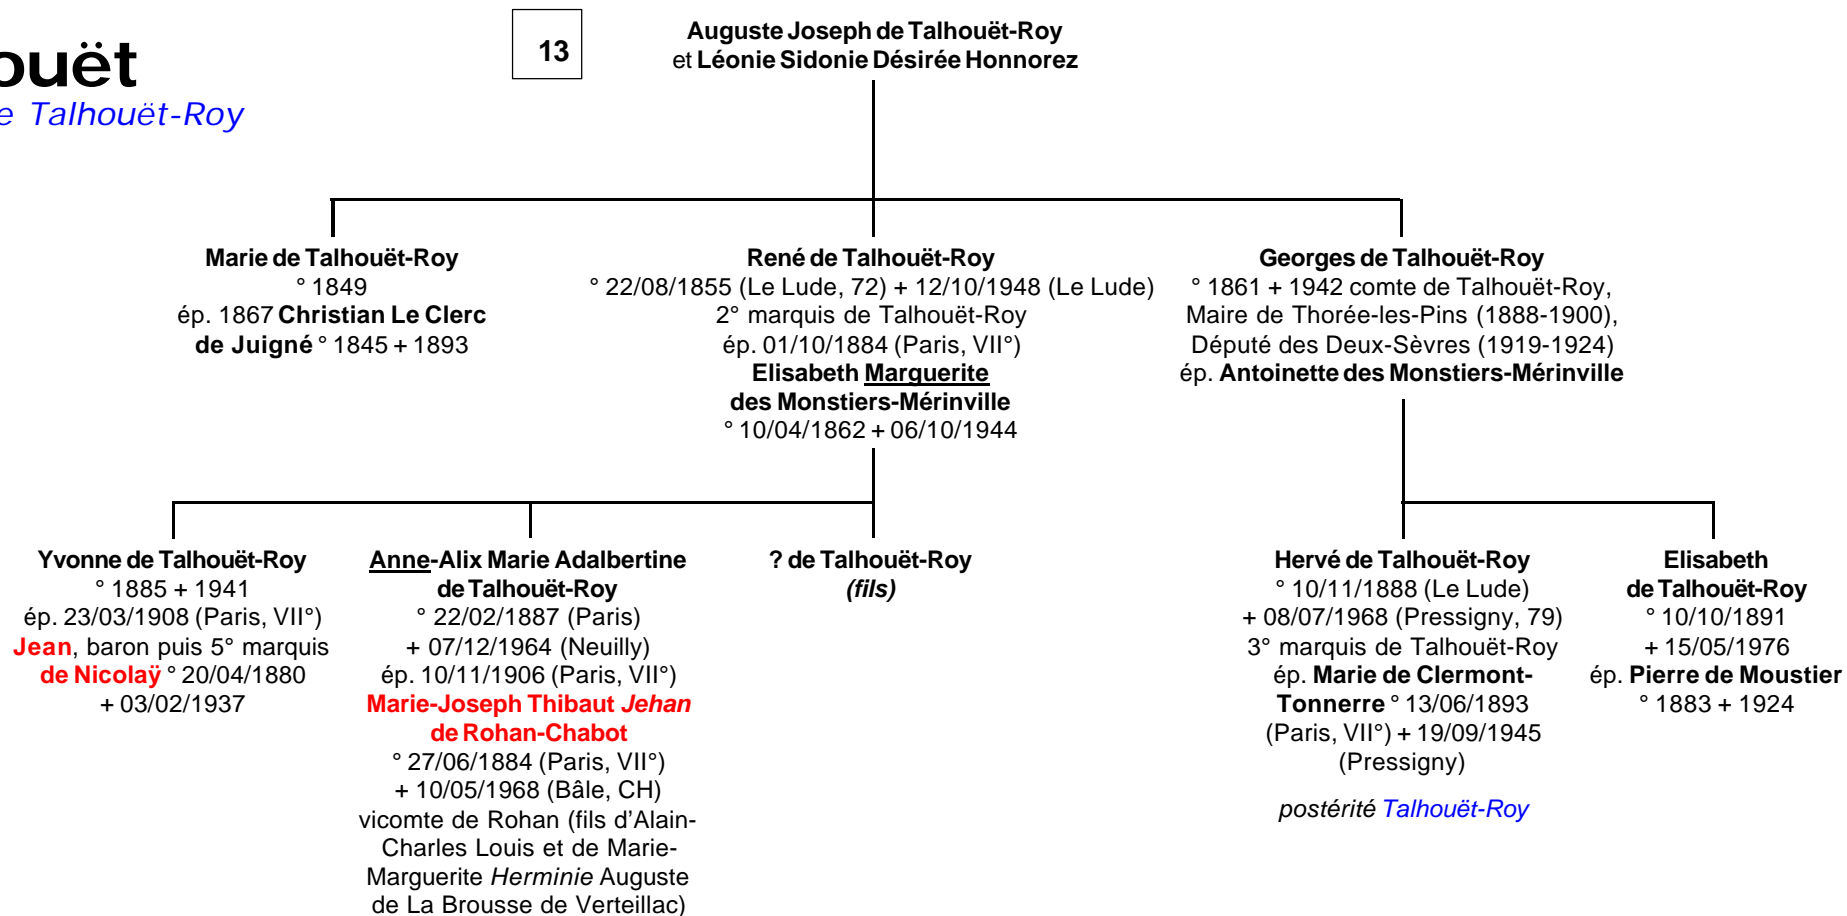 ouët
e Talhouët-Roy
13
Auguste Joseph de Talhouët-Roy
et Léonie Sidonie Désirée Honnorez
Marie de Talhouët-Roy
° 1849
ép. 1867 Christian Le Clerc
de Juigné ° 1845 + 1893
René de Talhouët-Roy
° 22/08/1855 (Le Lude, 72) + 12/10/1948 (Le Lude)
2° marquis de Talhouët-Roy
ép. 01/10/1884 (Paris, VII°)
Elisabeth Marguerite
des Monstiers-Mérinville
° 10/04/1862 + 06/10/1944
Georges de Talhouët-Roy
° 1861 + 1942 comte de Talhouët-Roy,
Maire de Thorée-les-Pins (1888-1900),
Député des Deux-Sèvres (1919-1924)
ép. Antoinette des Monstiers-Mérinville
Yvonne de Talhouët-Roy
° 1885 + 1941
ép. 23/03/1908 (Paris, VII°)
Jean, baron puis 5° marquis
de Nicolaÿ ° 20/04/1880
+ 03/02/1937
Anne-Alix Marie Adalbertine
de Talhouët-Roy
° 22/02/1887 (Paris)
+ 07/12/1964 (Neuilly)
ép. 10/11/1906 (Paris, VII°)
Marie-Joseph Thibaut Jehan
de Rohan-Chabot
° 27/06/1884 (Paris, VII°)
+ 10/05/1968 (Bâle, CH)
vicomte de Rohan (fils d'Alain-
Charles Louis et de Marie-
Marguerite Herminie Auguste
de La Brousse de Verteillac)
? de Talhouët-Roy
(fils)
Hervé de Talhouët-Roy
° 10/11/1888 (Le Lude)
+ 08/07/1968 (Pressigny, 79)
3° marquis de Talhouët-Roy
ép. Marie de Clermont-
Tonnerre ° 13/06/1893
(Paris, VII°) + 19/09/1945
(Pressigny)
postérité Talhouët-Roy
Elisabeth
de Talhouët-Roy
° 10/10/1891
+ 15/05/1976
ép. Pierre de Moustier
° 1883 + 1924